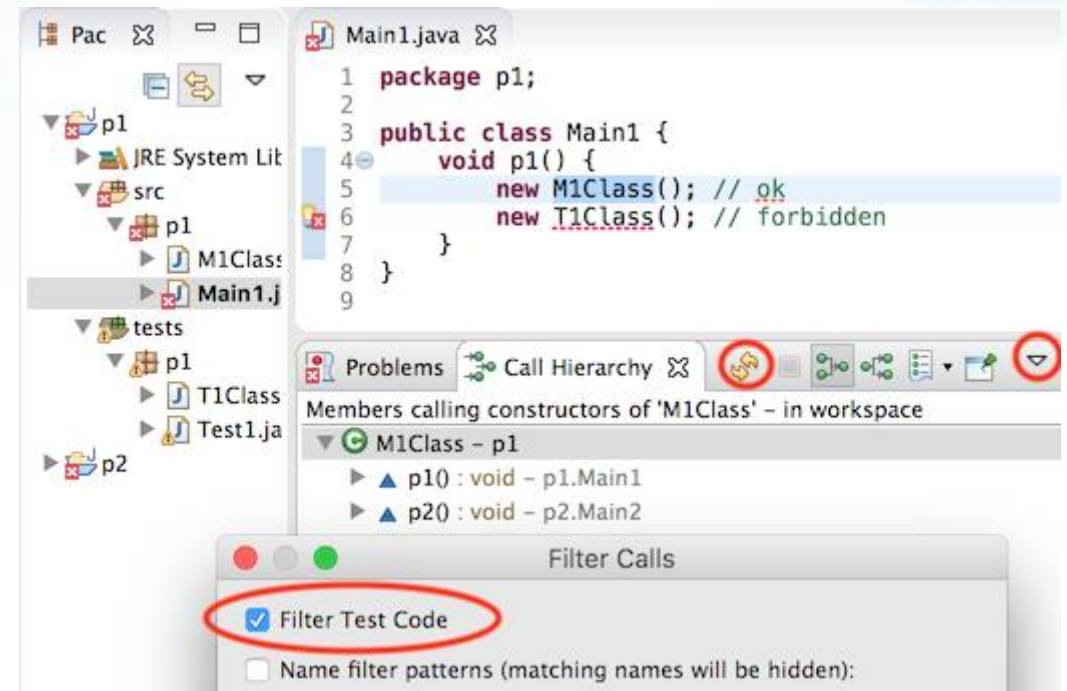 Pac
p1
JRE System Lib
src
p1
M1Class
Main1.j
tests
p1
T1Class
Test1.ja
p2
Main1.java
1 package p1;
2
3 public class Main1 {
4 void p1() {
5 new M1Class(); // ok
6 new T1Class(); // forbidden
7 }
8 }
9
Problems
Call Hierarchy
Members calling constructors of 'M1Class' – in workspace
M1Class – p1
p1() : void – p1.Main1
p2() : void – p2.Main2
Filter Calls
Filter Test Code
Name filter patterns (matching names will be hidden):